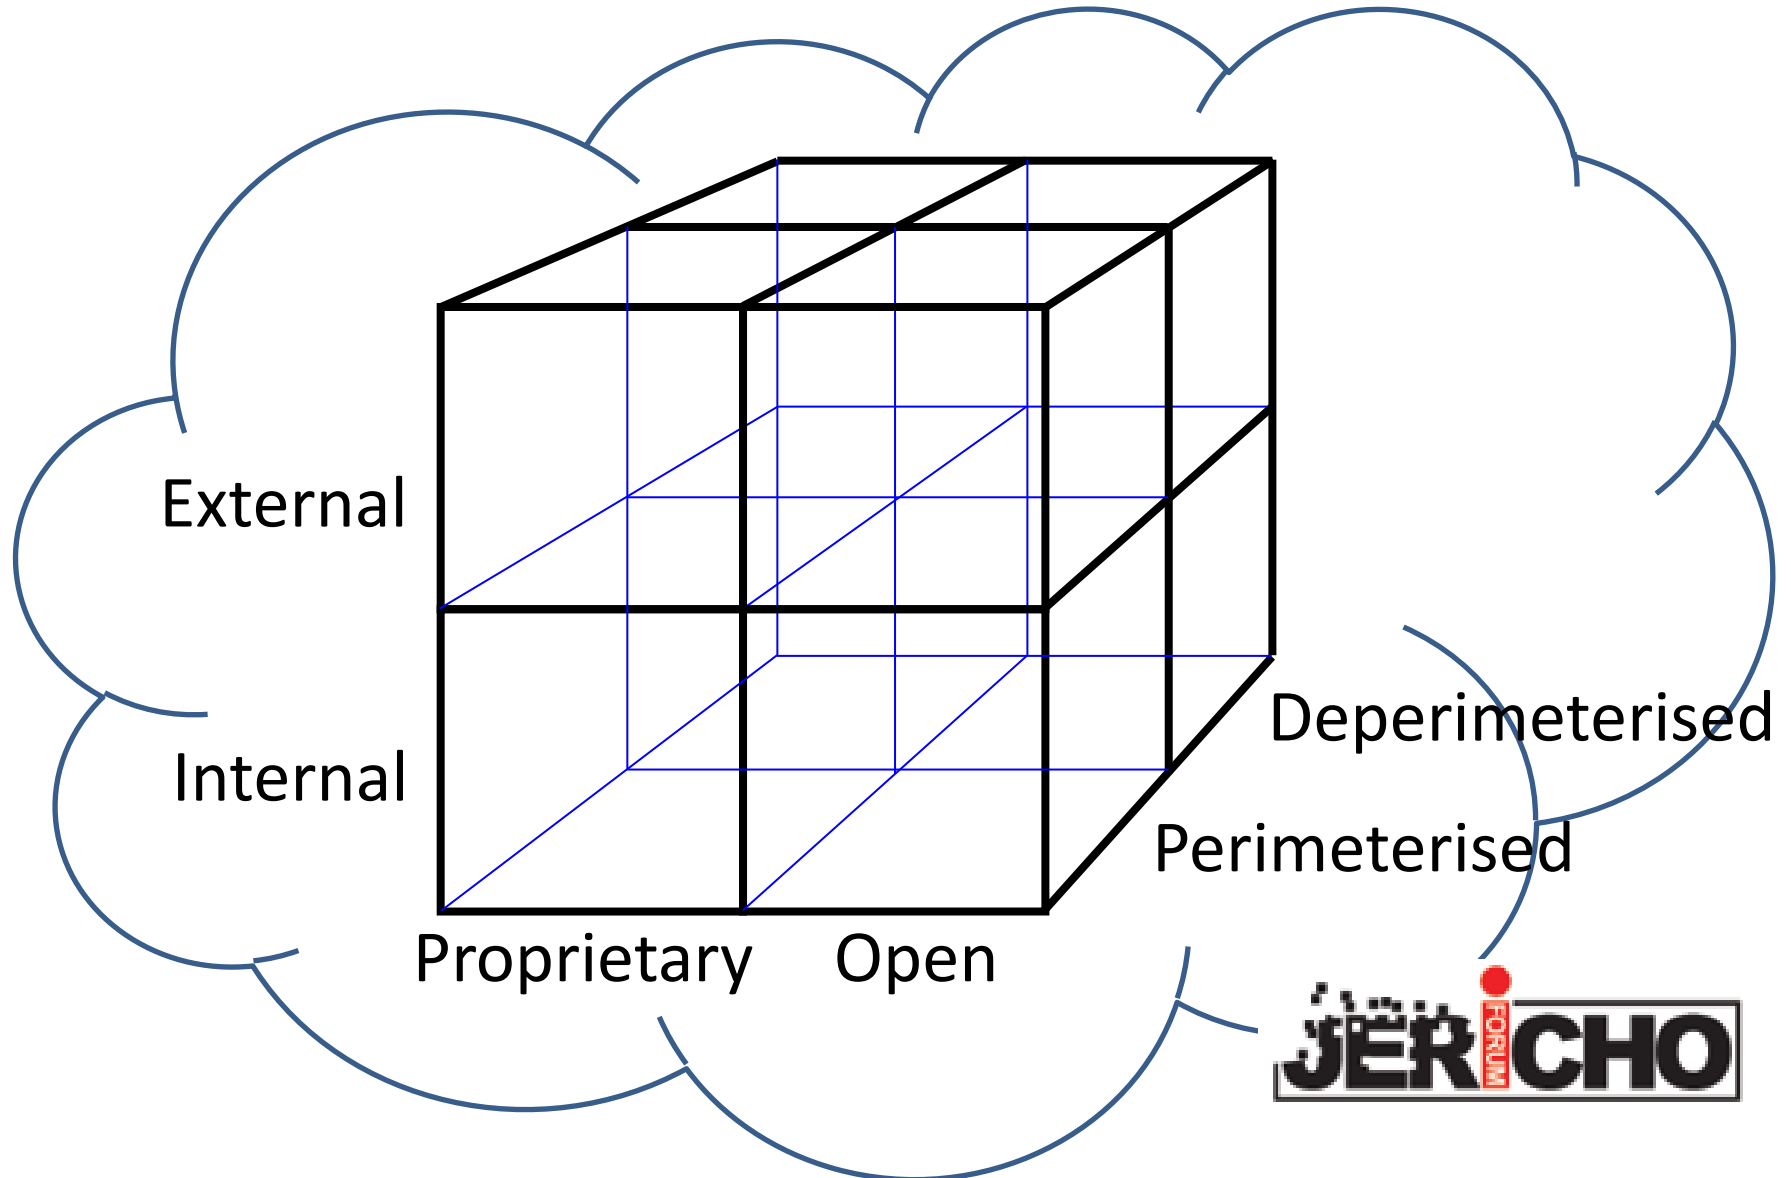 External
Internal
Deperimeterised
Perimeterised
Proprietary Open
JERiCHO
FORUM